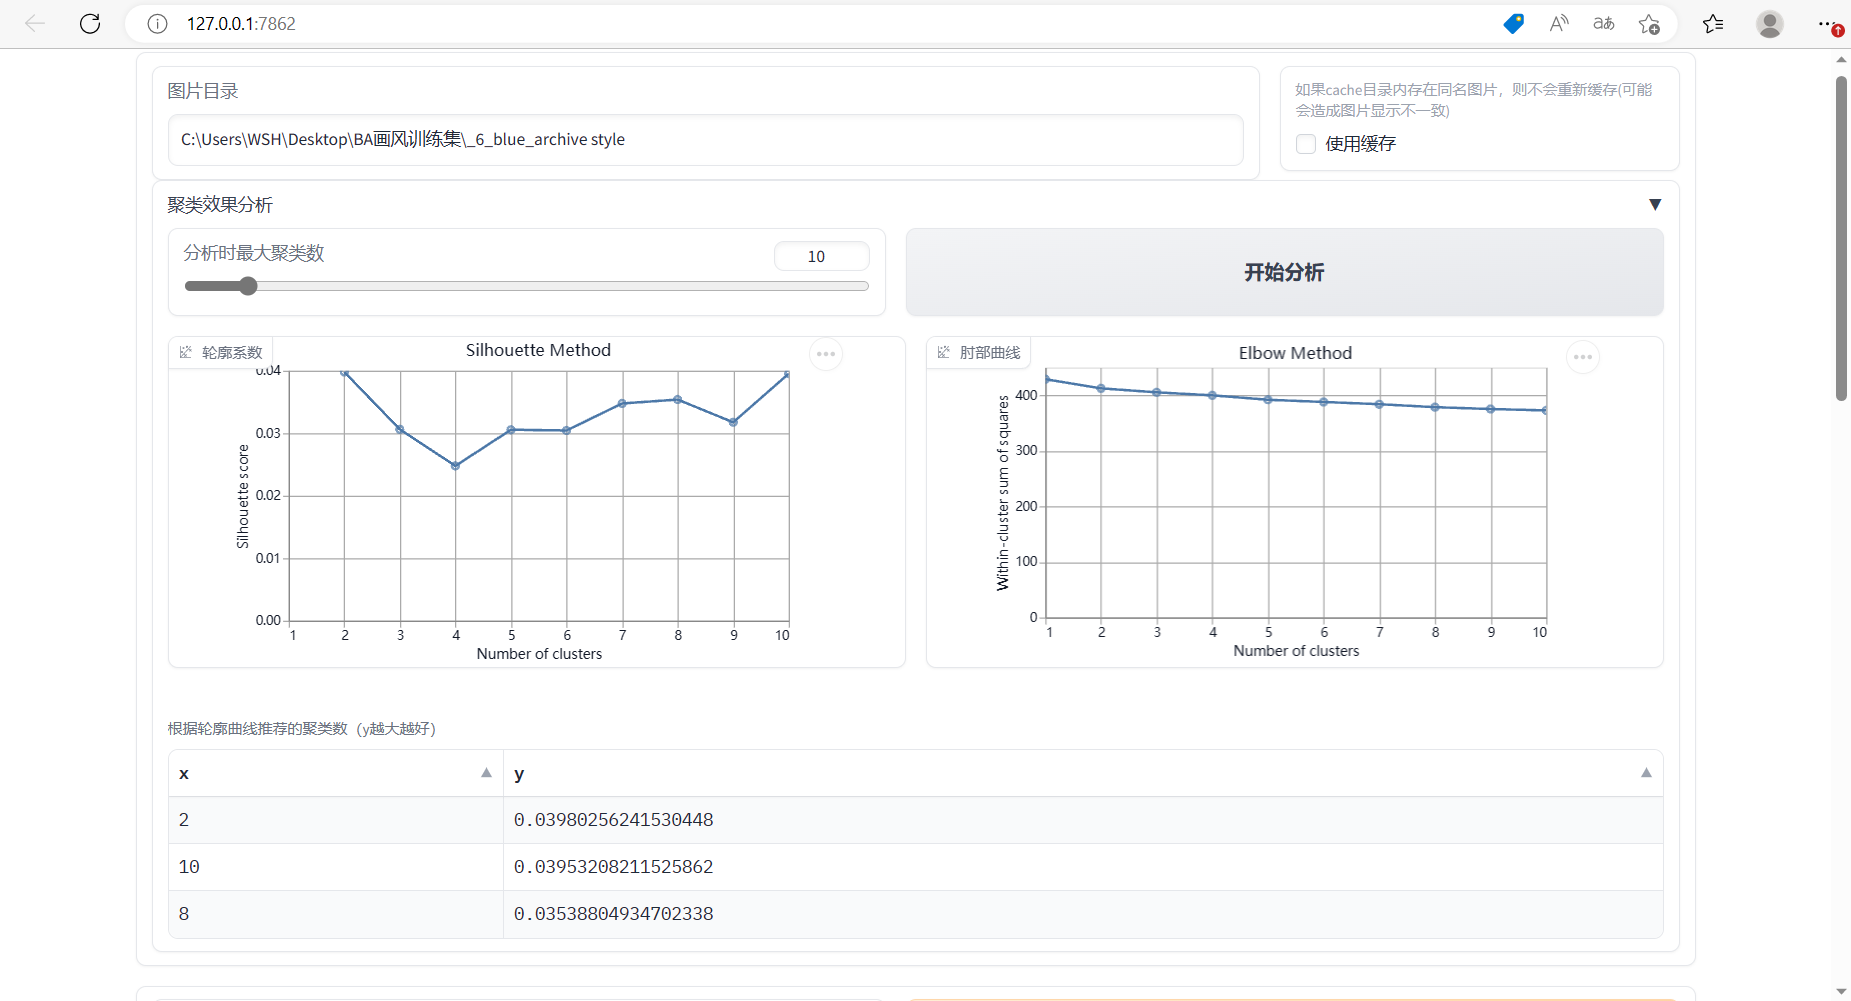 127.0.0.1:7862
图片目录
C:\Users\WSH\Desktop\BA画风训练集\_6_blue_archive style
如果cache目录内存在同名图片，则不会重新缓存(可能
会造成图片显示不一致)
使用缓存
聚类效果分析
分析时最大聚类数
10
开始分析
轮廓系数
Silhouette Method
0.04
0.03
0.02
0.01
0.00
Silhouette score
1 2 3 4 5 6 7 8 9 10
Number of clusters
肘部曲线
Elbow Method
400
300
200
100
0
Within-cluster sum of squares
1 2 3 4 5 6 7 8 9 10
Number of clusters
根据轮廓曲线推荐的聚类数（y越大越好）
x y
2 0.03980256241530448
10 0.03953208211525862
8 0.03538804934702338